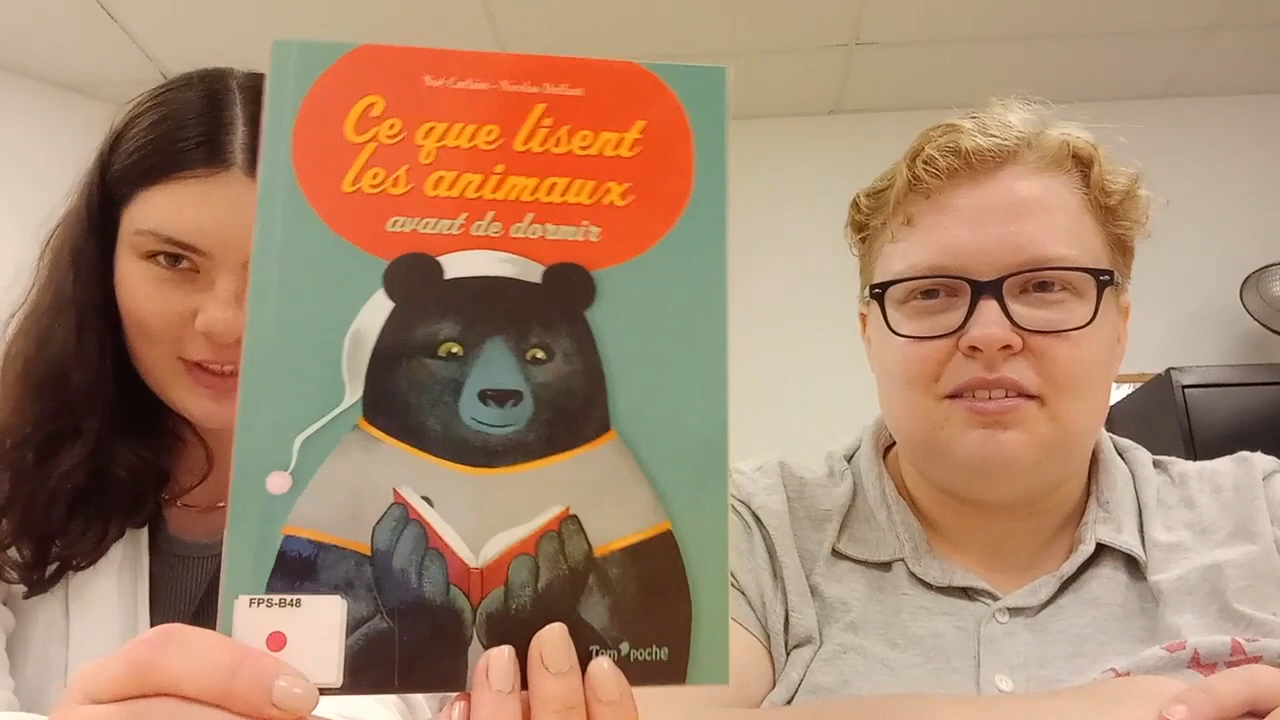 Ce que lisent
les animaux
avant de dormir
FPS-B48
Tom'poche